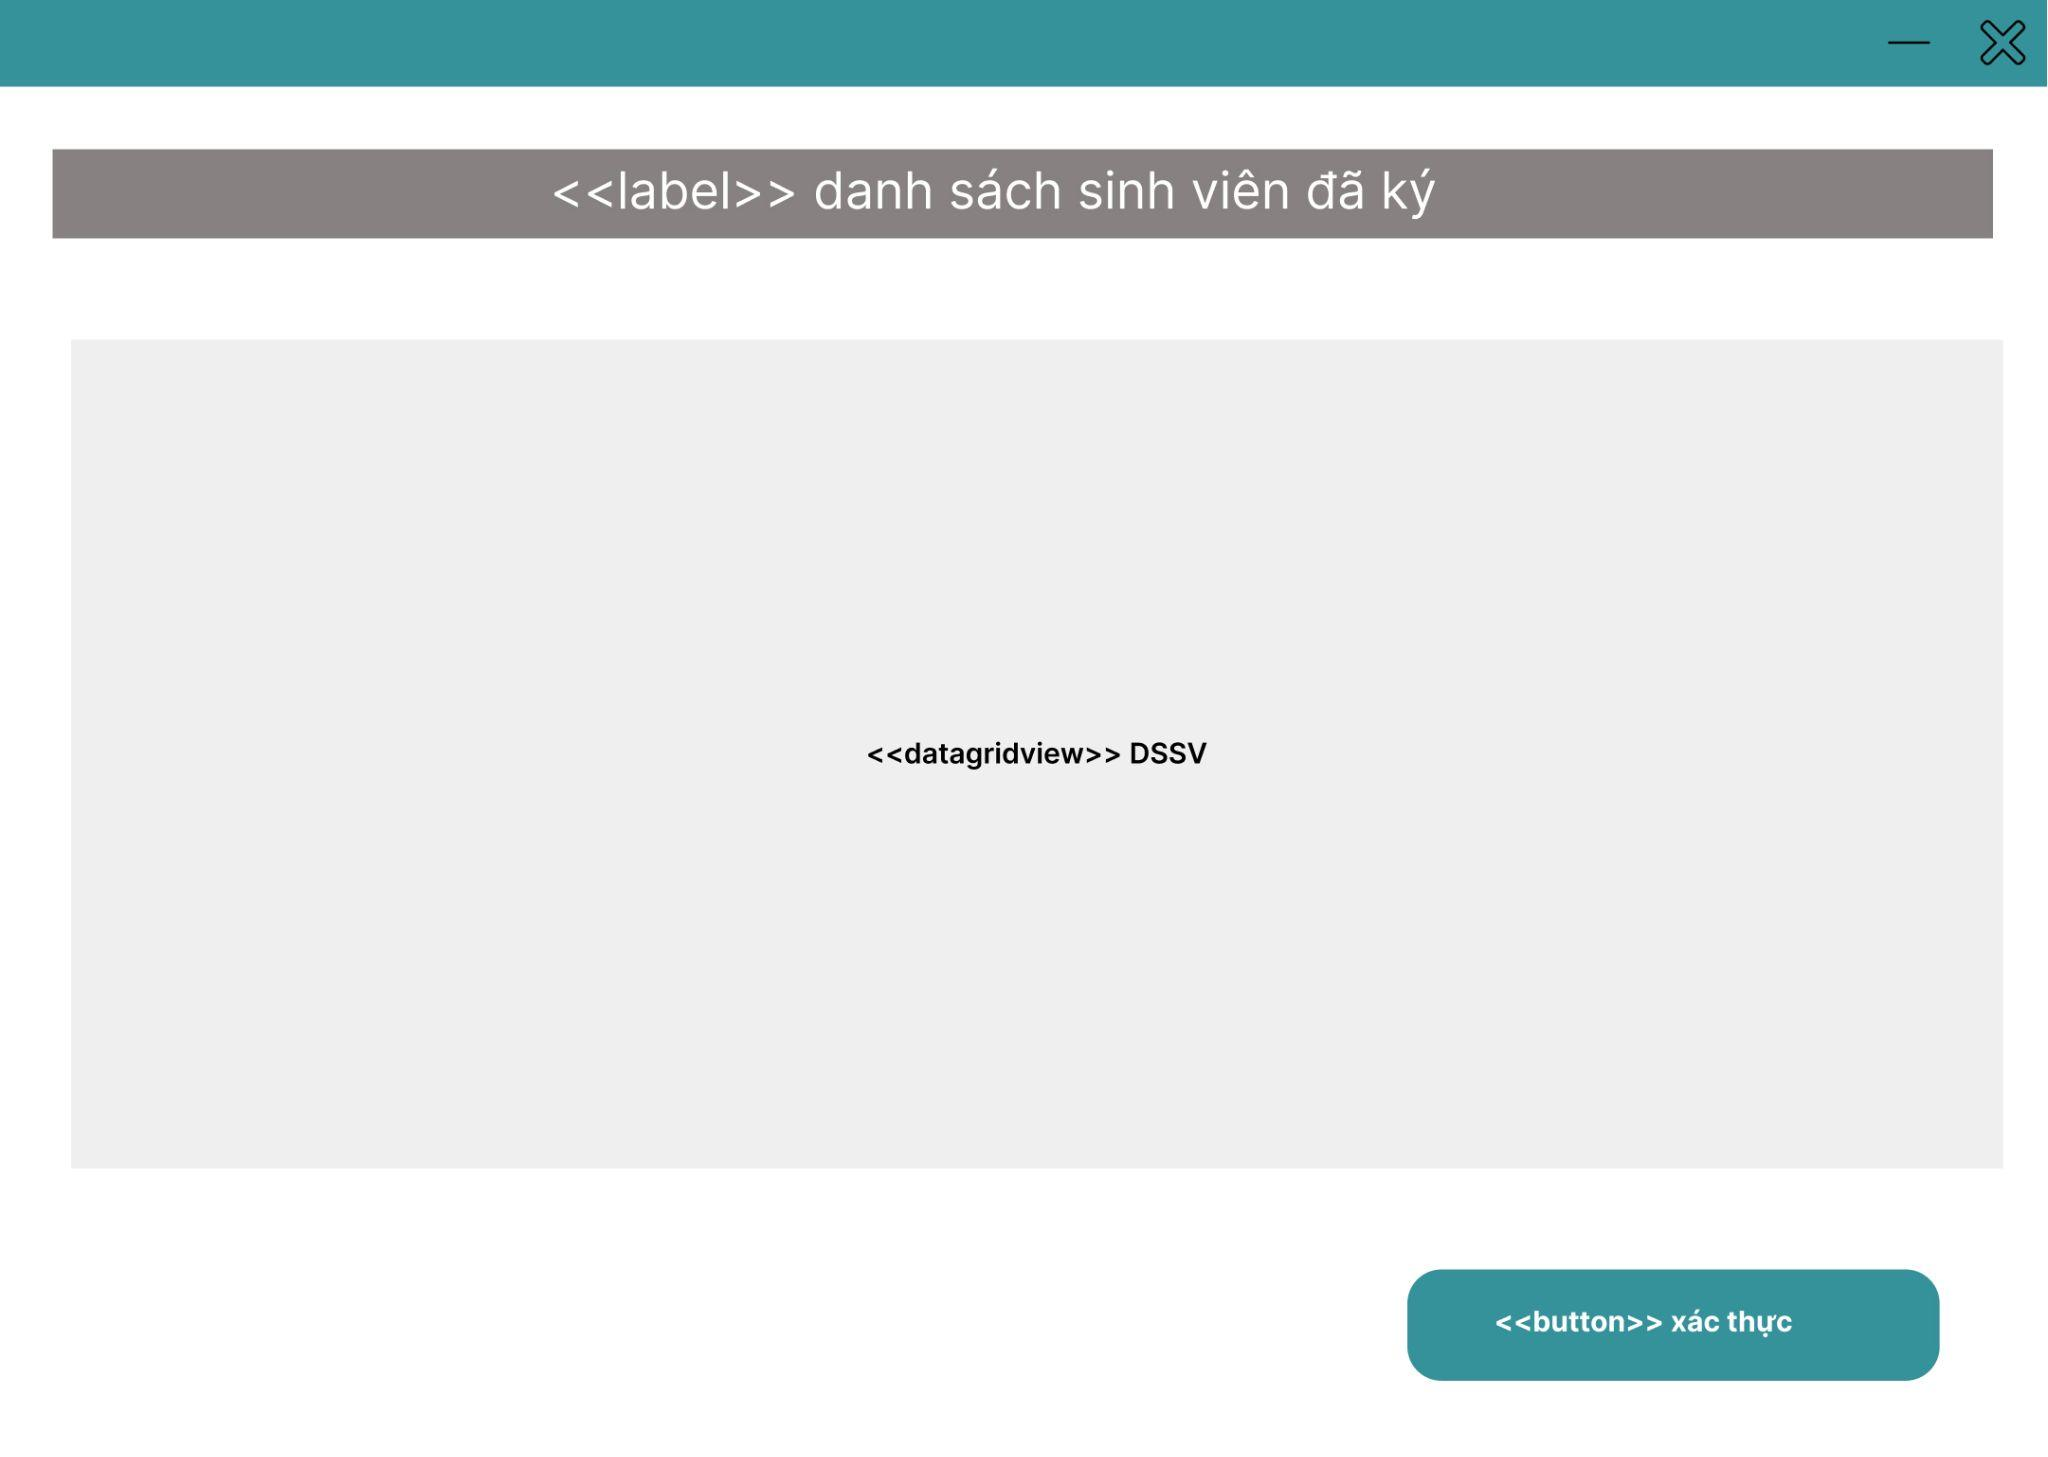 <<label>> danh sách sinh viên đã ký
<<datagridview>> DSSV
<<button>> xác thực